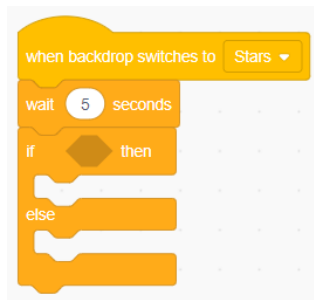 when backdrop switches to Stars
wait 5 seconds
if then
else